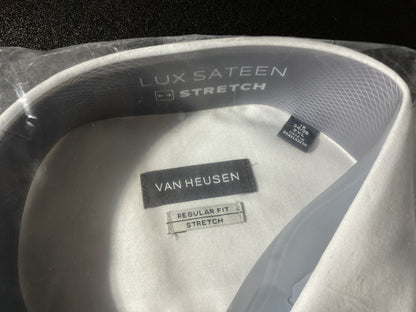 LUX SATEEN
STRETCH
VAN HEUSEN
REGULAR FIT
STRETCH